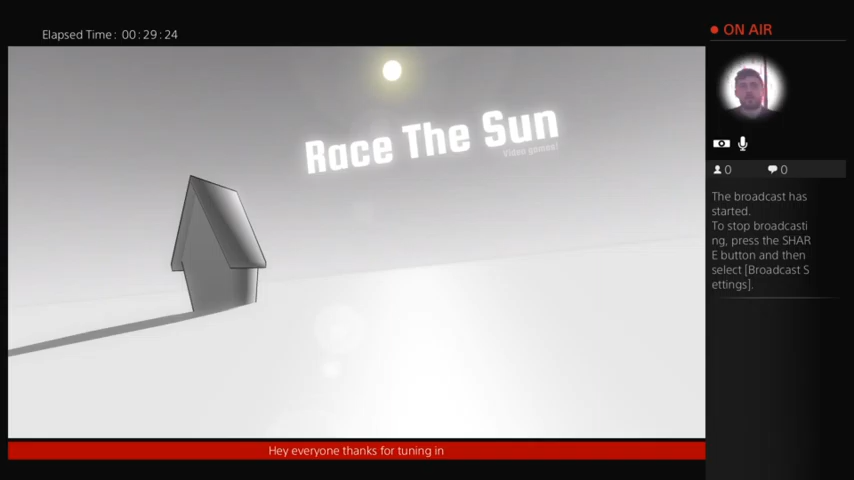 Elapsed Time: 00:29:24
ON AIR
Race The Sun
Video games!
0 0
The broadcast has
started.
To stop broadcasti
ng, press the SHAR
E button and then
select [Broadcast S
ettings].
Hey everyone thanks for tuning in